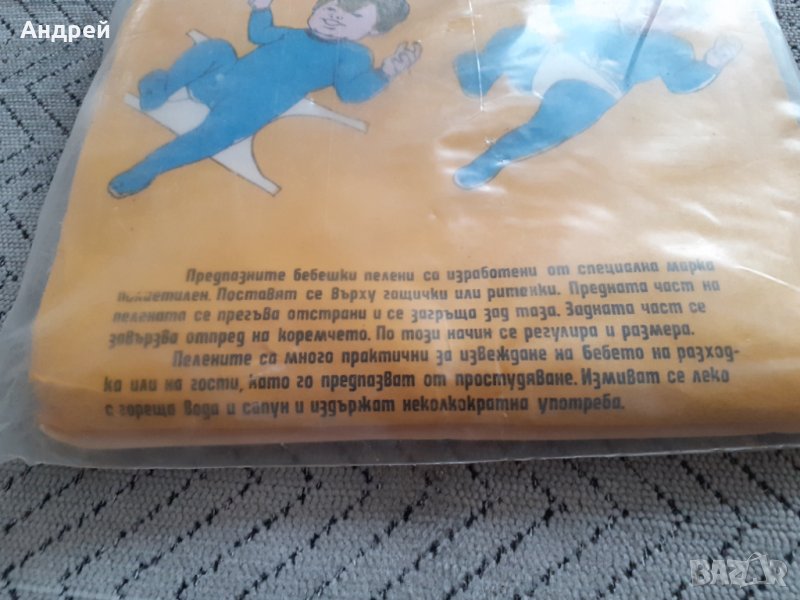 Андрей
Предпазните бебешки пелени са изработени от специална марка
полиетилен. Поставят се върху гащички или ританки. Предната част на
пелената се прегъва отстрани и се загръща зад таза. Задната част се
завързва отпред на коремчето. По този начин се регулира и размера.
Пелените са много практични за извеждане на бебето на разход-
ка или на гости, като го предпазват от простудяване. Измиват се леко
с гореща вода и сапун и издържат неколкократна употреба.
BAZAR